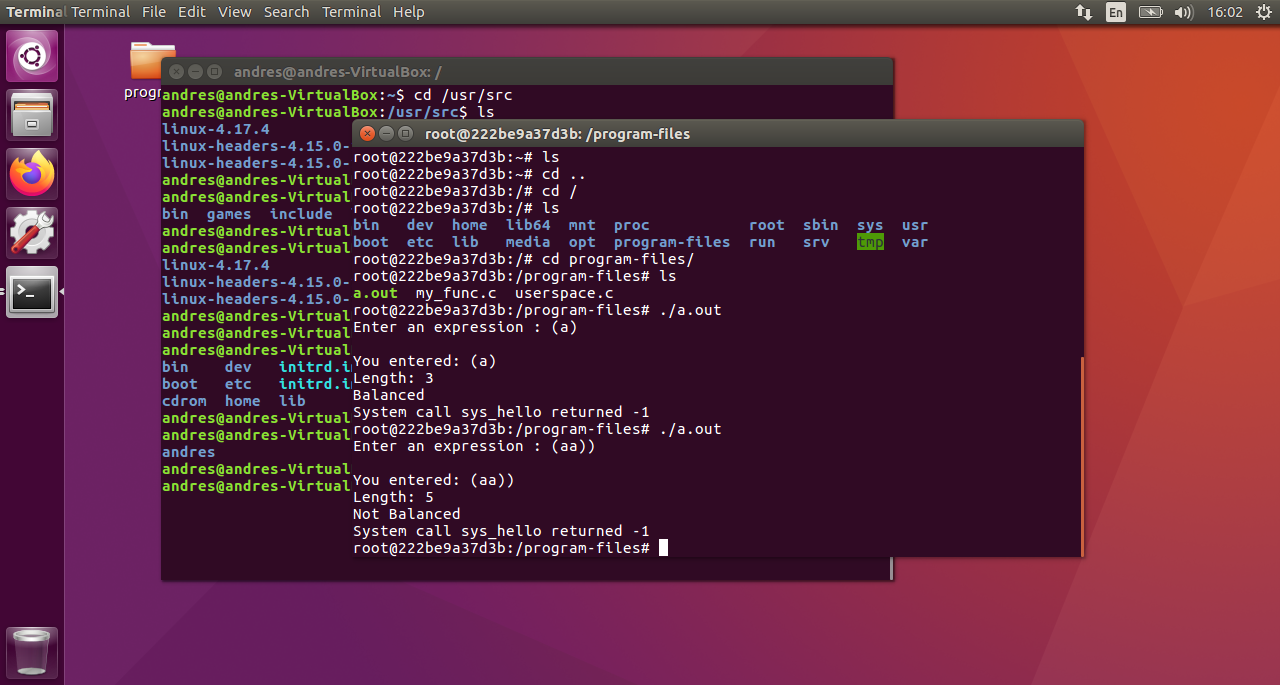 Terminal Terminal File Edit View Search Terminal Help En 16:02
andres@andres-VirtualBox: /
andres@andres-VirtualBox:~$ cd /usr/src
andres@andres-VirtualBox:/usr/src$ ls
linux-4.17.4
linux-headers-4.15.0-
linux-headers-4.15.0-
andres@andres-Virtual
andres@andres-Virtual
bin games include
andres@andres-Virtual
andres@andres-Virtual
linux-4.17.4
linux-headers-4.15.0-
linux-headers-4.15.0-
andres@andres-Virtual
andres@andres-Virtual
andres@andres-Virtual
bin dev initrd.i
boot etc initrd.i
cdrom home lib
andres@andres-Virtual
andres@andres-Virtual
andres
andres@andres-Virtual
andres@andres-Virtual
root@222be9a37d3b: /program-files
root@222be9a37d3b:~# ls
root@222be9a37d3b:~# cd ..
root@222be9a37d3b:/# cd /
root@222be9a37d3b:/# ls
bin dev home lib64 mnt proc root sbin sys usr
boot etc lib media opt program-files run srv tmp var
root@222be9a37d3b:/# cd program-files/
root@222be9a37d3b:/program-files# ls
a.out my_func.c userspace.c
root@222be9a37d3b:/program-files# ./a.out
Enter an expression : (a)
You entered: (a)
Length: 3
Balanced
System call sys_hello returned -1
root@222be9a37d3b:/program-files# ./a.out
Enter an expression : (aa))
You entered: (aa))
Length: 5
Not Balanced
System call sys_hello returned -1
root@222be9a37d3b:/program-files#